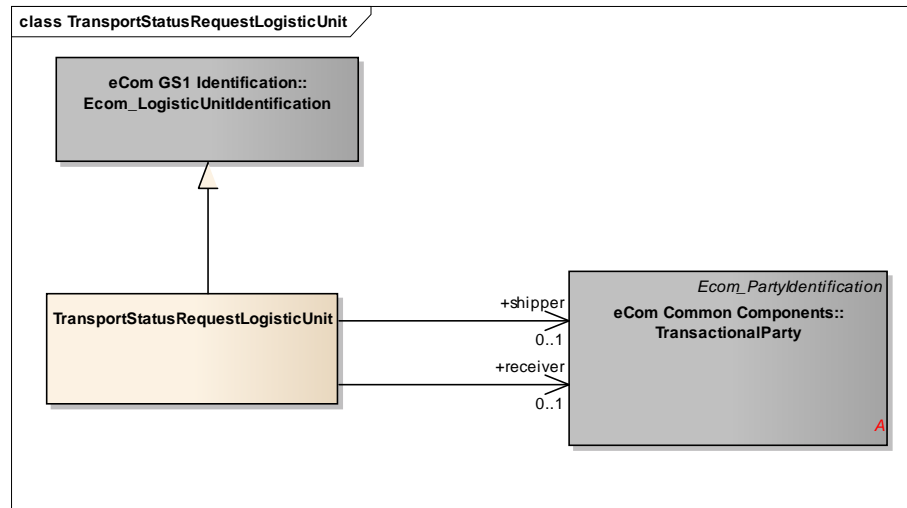 class TransportStatusRequestLogisticUnit
eCom GS1 Identification::
Ecom_LogisticUnitIdentification
TransportStatusRequestLogisticUnit
+shipper
0..1
+receiver
0..1
Ecom_PartyIdentification
eCom Common Components::
TransactionalParty
A